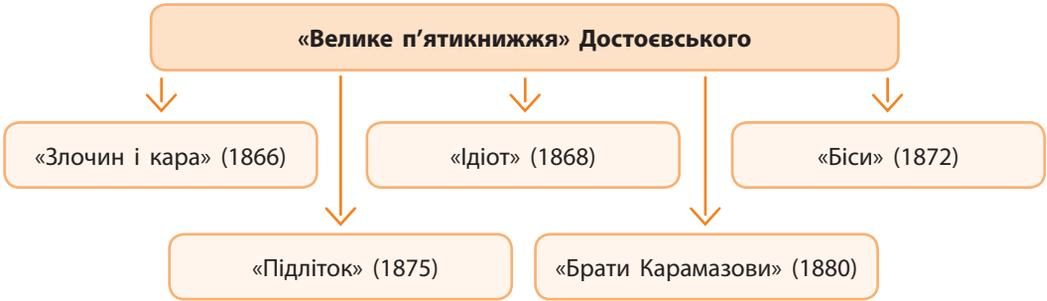 «Велике п’ятикнижжя» Достоєвського
«Злочин і кара» (1866)
«Ідіот» (1868)
«Біси» (1872)
«Підліток» (1875)
«Брати Карамазови» (1880)